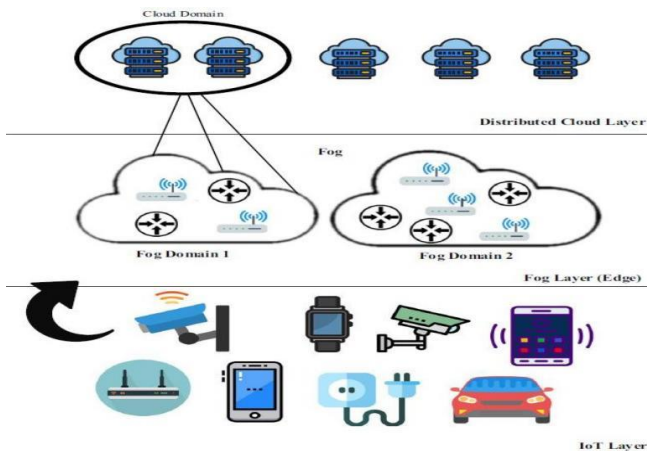 Cloud Domain
Distributed Cloud Layer
Fog
Fog Domain 1
Fog Domain 2
Fog Layer (Edge)
IoT Layer